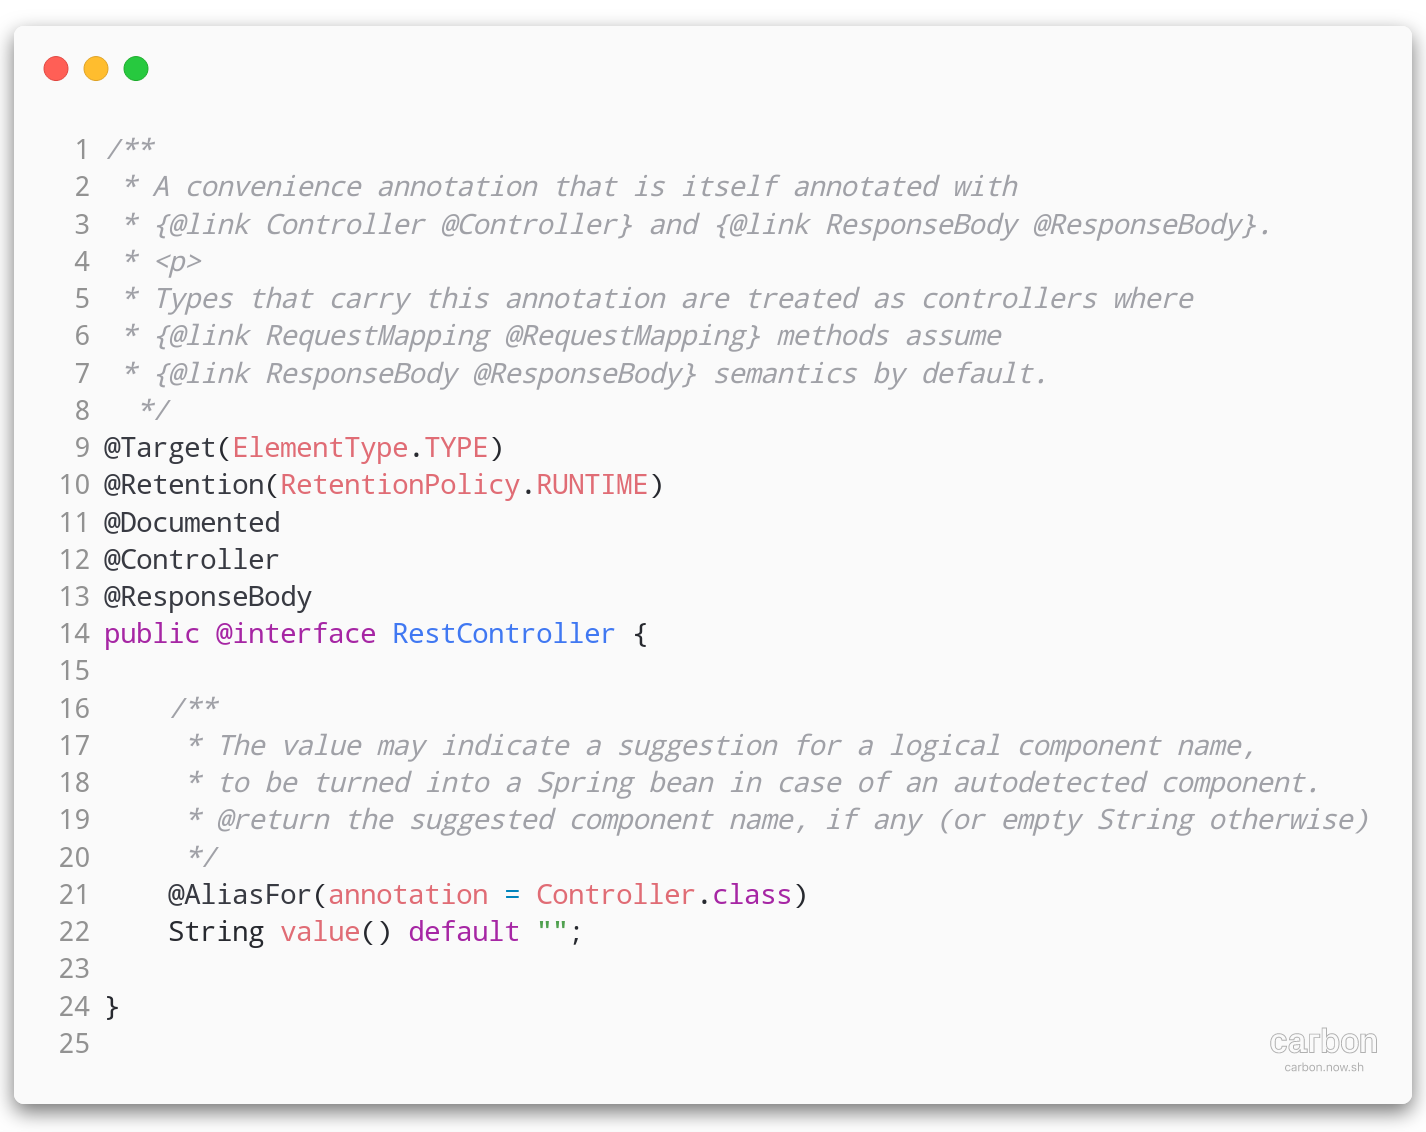 1 /**
2  * A convenience annotation that is itself annotated with
3  * {@link Controller @Controller} and {@link ResponseBody @ResponseBody}.
4  * <p>
5  * Types that carry this annotation are treated as controllers where
6  * {@link RequestMapping @RequestMapping} methods assume
7  * {@link ResponseBody @ResponseBody} semantics by default.
8   */
9 @Target(ElementType.TYPE)
10 @Retention(RetentionPolicy.RUNTIME)
11 @Documented
12 @Controller
13 @ResponseBody
14 public @interface RestController {
15
16     /**
17      * The value may indicate a suggestion for a logical component name,
18      * to be turned into a Spring bean in case of an autodetected component.
19      * @return the suggested component name, if any (or empty String otherwise)
20      */
21     @AliasFor(annotation = Controller.class)
22     String value() default "";
23
24 }
25
carbon
carbon.now.sh